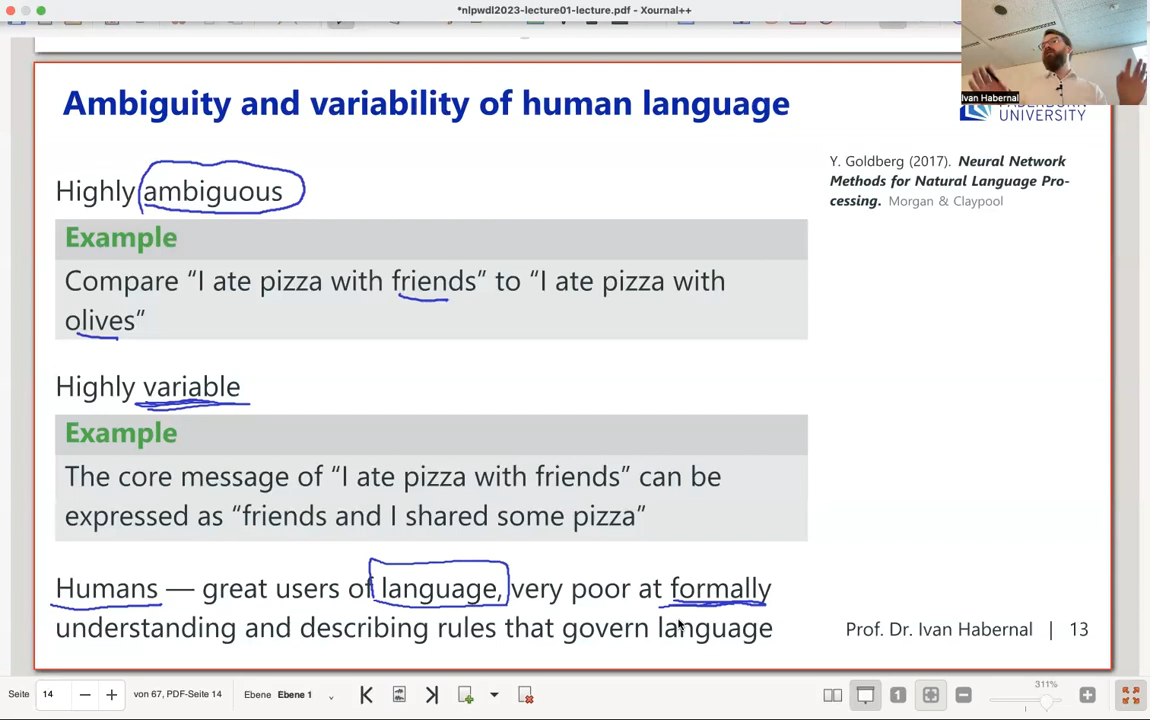 *nlpwdl2023-lecture01-lecture.pdf - Xournal++
Ivan Habernal
UNIVERSITY
Ambiguity and variability of human language
Y. Goldberg (2017). Neural Network
Methods for Natural Language Pro-
cessing. Morgan & Claypool
Highly ambiguous
Example
Compare “I ate pizza with friends” to “I ate pizza with
olives”
Highly variable
Example
The core message of “I ate pizza with friends” can be
expressed as “friends and I shared some pizza”
Humans — great users of language, very poor at formally
understanding and describing rules that govern language
Prof. Dr. Ivan Habernal | 13
Seite 14 von 67, PDF-Seite 14 Ebene Ebene 1 1 311%